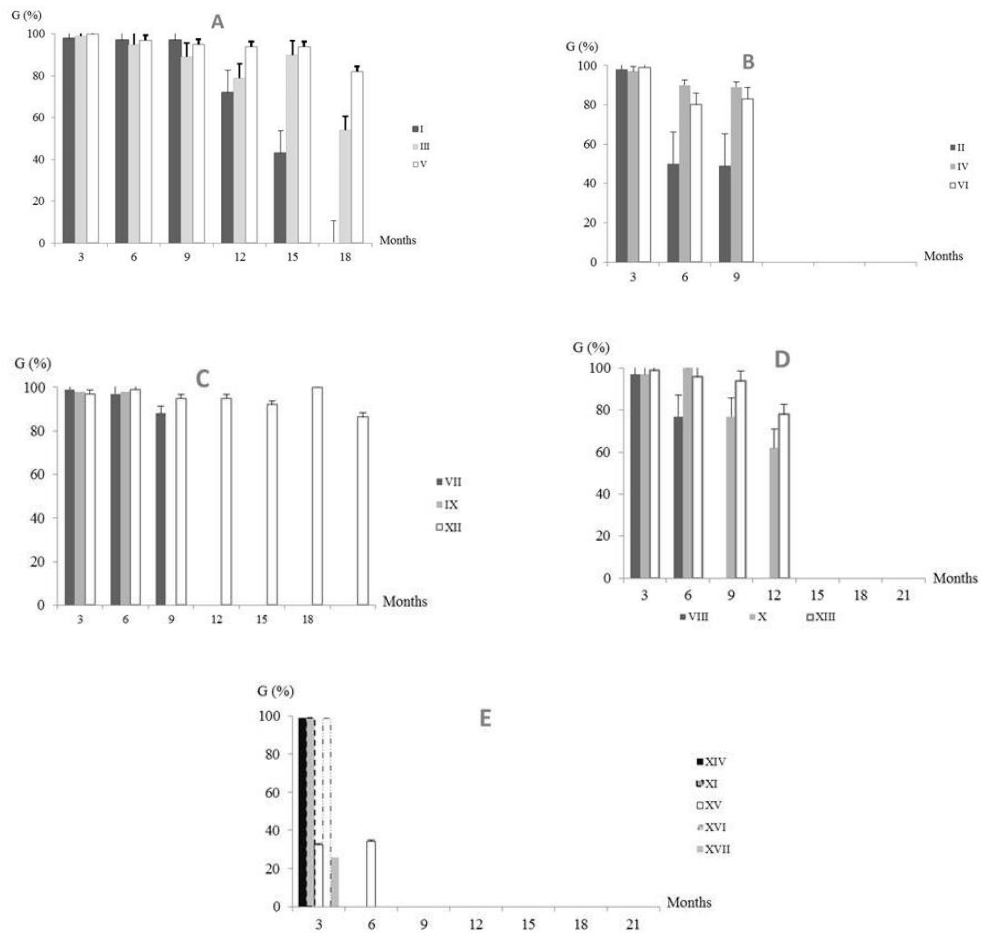 A
G (%)
100
80
60
40
20
0
3 6 9 12 15 18
Months
I
III
V
B
G (%)
100
80
60
40
20
0
3 6 9
Months
II
IV
VI
C
G (%)
100
80
60
40
20
0
3 6 9 12 15 18
Months
VII
IX
XII
D
G (%)
100
80
60
40
20
0
3 6 9 12 15 18 21
Months
VIII X XIII
E
G (%)
100
80
60
40
20
0
3 6 9 12 15 18 21
Months
XIV
XI
XV
XVI
XVII